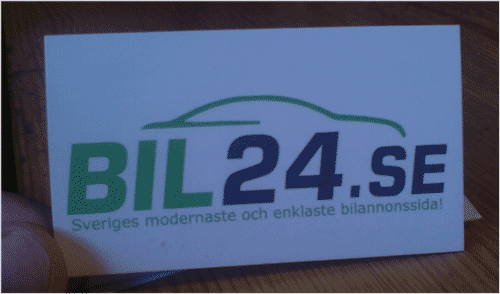 BIL24.SE
Sveriges modernaste och enklaste bilannonssida!